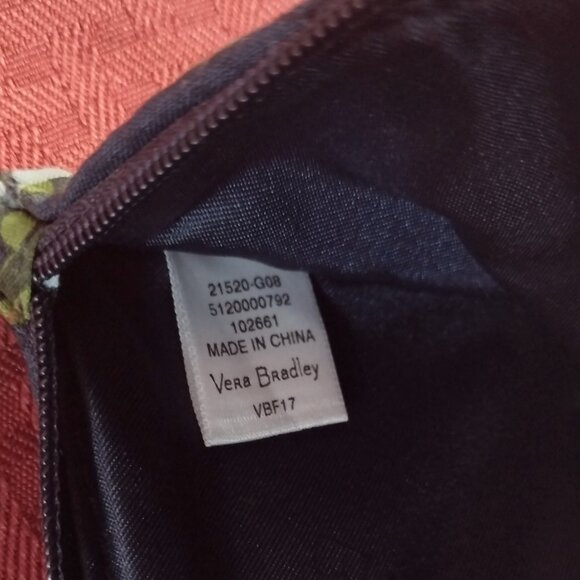 21520-G08
5120000792
102661
MADE IN CHINA
Vera Bradley
VBF17